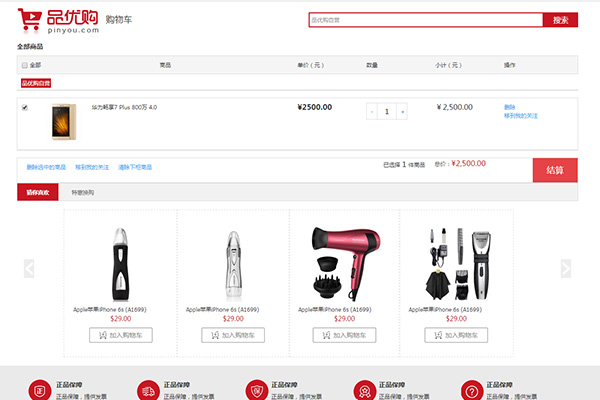 品优购 购物车
pinyou.com
品优购自营
搜索
全部商品
全部 商品 单价（元） 数量 小计（元） 操作
品优购自营
华为畅享7 Plus 800万 4.0 ¥2500.00 - 1 + ¥ 2,500.00 删除
移到我的关注
删除选中的商品 移到我的关注 清除下柜商品 已选择 1 件商品 总价：¥2,500.00 结算
猜你喜欢 特惠换购
Apple苹果iPhone 6s (A1699) Apple苹果iPhone 6s (A1699) Apple苹果iPhone 6s (A1699) Apple苹果iPhone 6s (A1699)
$29.00 $29.00 $29.00 $29.00
加入购物车 加入购物车 加入购物车 加入购物车
正品保障 正品保障 正品保障 正品保障 正品保障
正品保障，提供发票 正品保障，提供发票 正品保障，提供发票 正品保障，提供发票 正品保障，提供发票